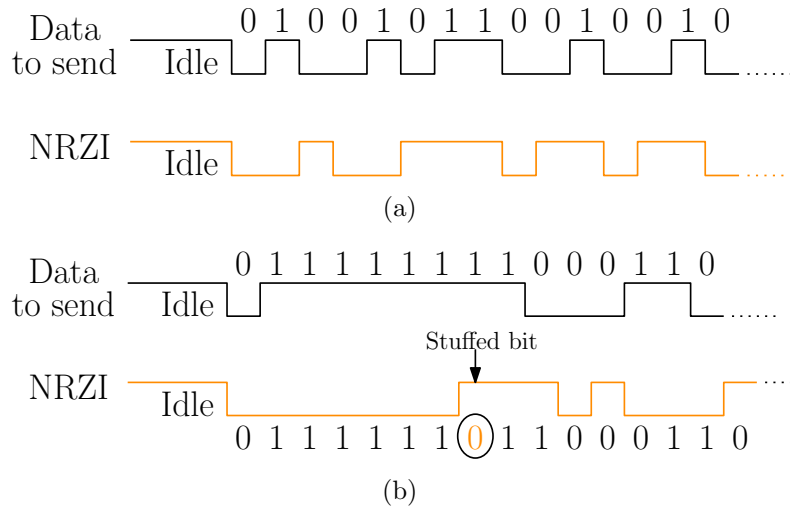 0 1 0 0 1 0 1 1 0 0 1 0 0 1 0
Data
to send
Idle
NRZI
Idle
(a)
0 1 1 1 1 1 1 1 1 0 0 0 1 1 0
Data
to send
Idle
Stuffed bit
NRZI
Idle
0 1 1 1 1 1 1 0 1 1 0 0 0 1 1 0
(b)